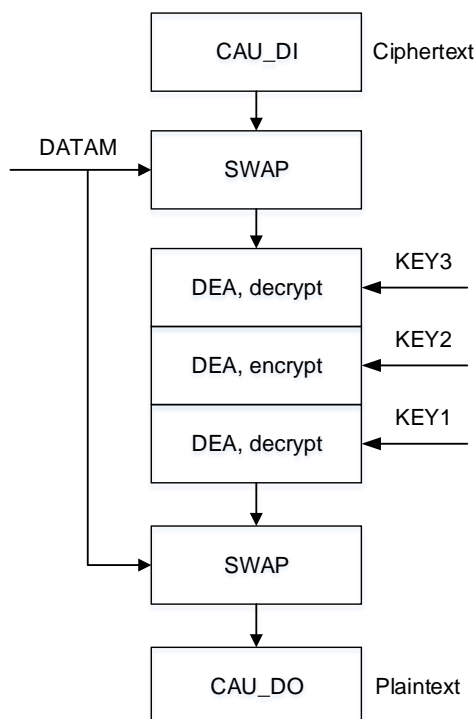 CAU_DI Ciphertext
DATAM
SWAP
KEY3
DEA, decrypt
KEY2
DEA, encrypt
KEY1
DEA, decrypt
SWAP
CAU_DO Plaintext